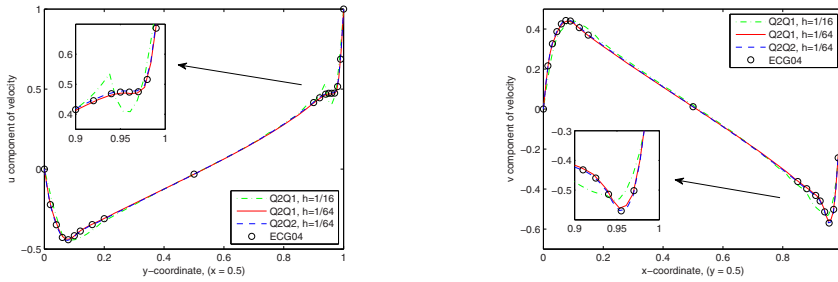 1
0.5
0
−0.5
0
0.2
0.4
0.6
0.8
1
y−coordinate, (x = 0.5)
u component of velocity
0.7
0.6
0.5
0.4
0.9
0.95
1
Q2Q1, h=1/16
Q2Q1, h=1/64
Q2Q2, h=1/64
ECG04
0.4
0.2
0
−0.2
−0.4
−0.6
0
0.2
0.4
0.6
0.8
x−coordinate, (y = 0.5)
v component of velocity
Q2Q1, h=1/16
Q2Q1, h=1/64
Q2Q2, h=1/64
ECG04
−0.3
−0.4
−0.5
0.9
0.95
1